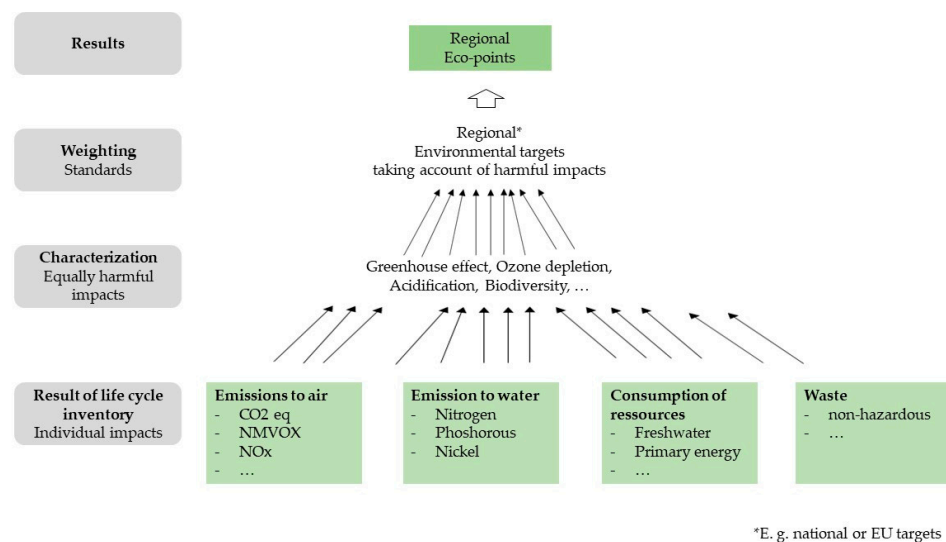 Results
Regional
Eco-points
Weighting
Standards
Regional*
Environmental targets
taking account of harmful impacts
Characterization
Equally harmful
impacts
Greenhouse effect, Ozone depletion,
Acidification, Biodiversity, …
Result of life cycle
inventory
Individual impacts
Emissions to air
- CO2 eq
- NMVOX
- NOx
- …
Emission to water
- Nitrogen
- Phoshorous
- Nickel
Consumption of
ressources
- Freshwater
- Primary energy
- …
Waste
- non-hazardous
- …
*E. g. national or EU targets